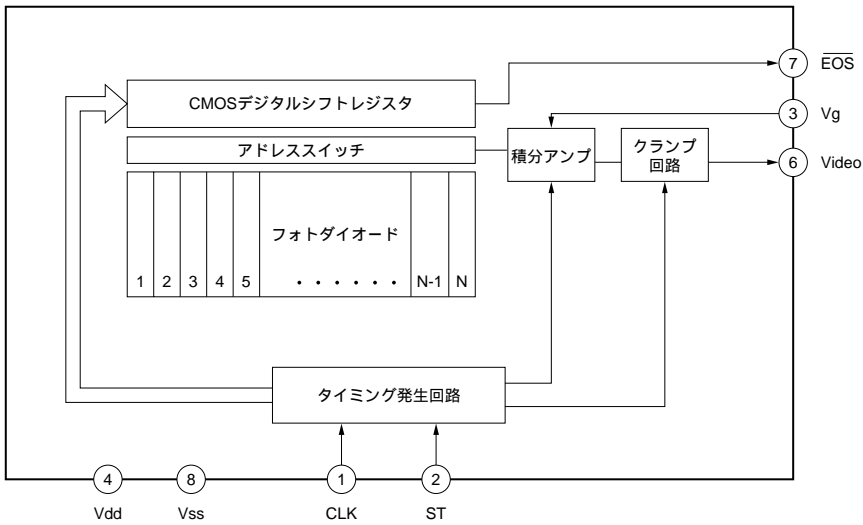 CMOSデジタルシフトレジスタ
7
EOS
3
Vg
アドレススイッチ
積分アンプ
クランプ
回路
6
Video
フォトダイオード
1 2 3 4 5 ・・・・・・ N-1 N
タイミング発生回路
4
8
1
2
Vdd
Vss
CLK
ST